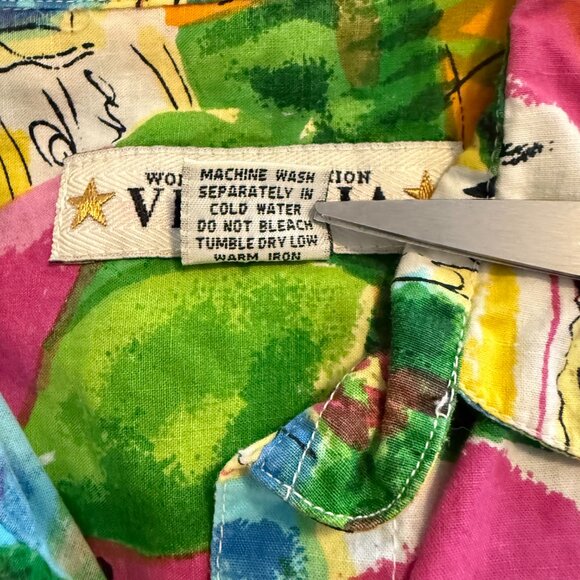 MACHINE WASH
SEPARATELY IN
COLD WATER
DO NOT BLEACH
TUMBLE DRY LOW
WARM IRON